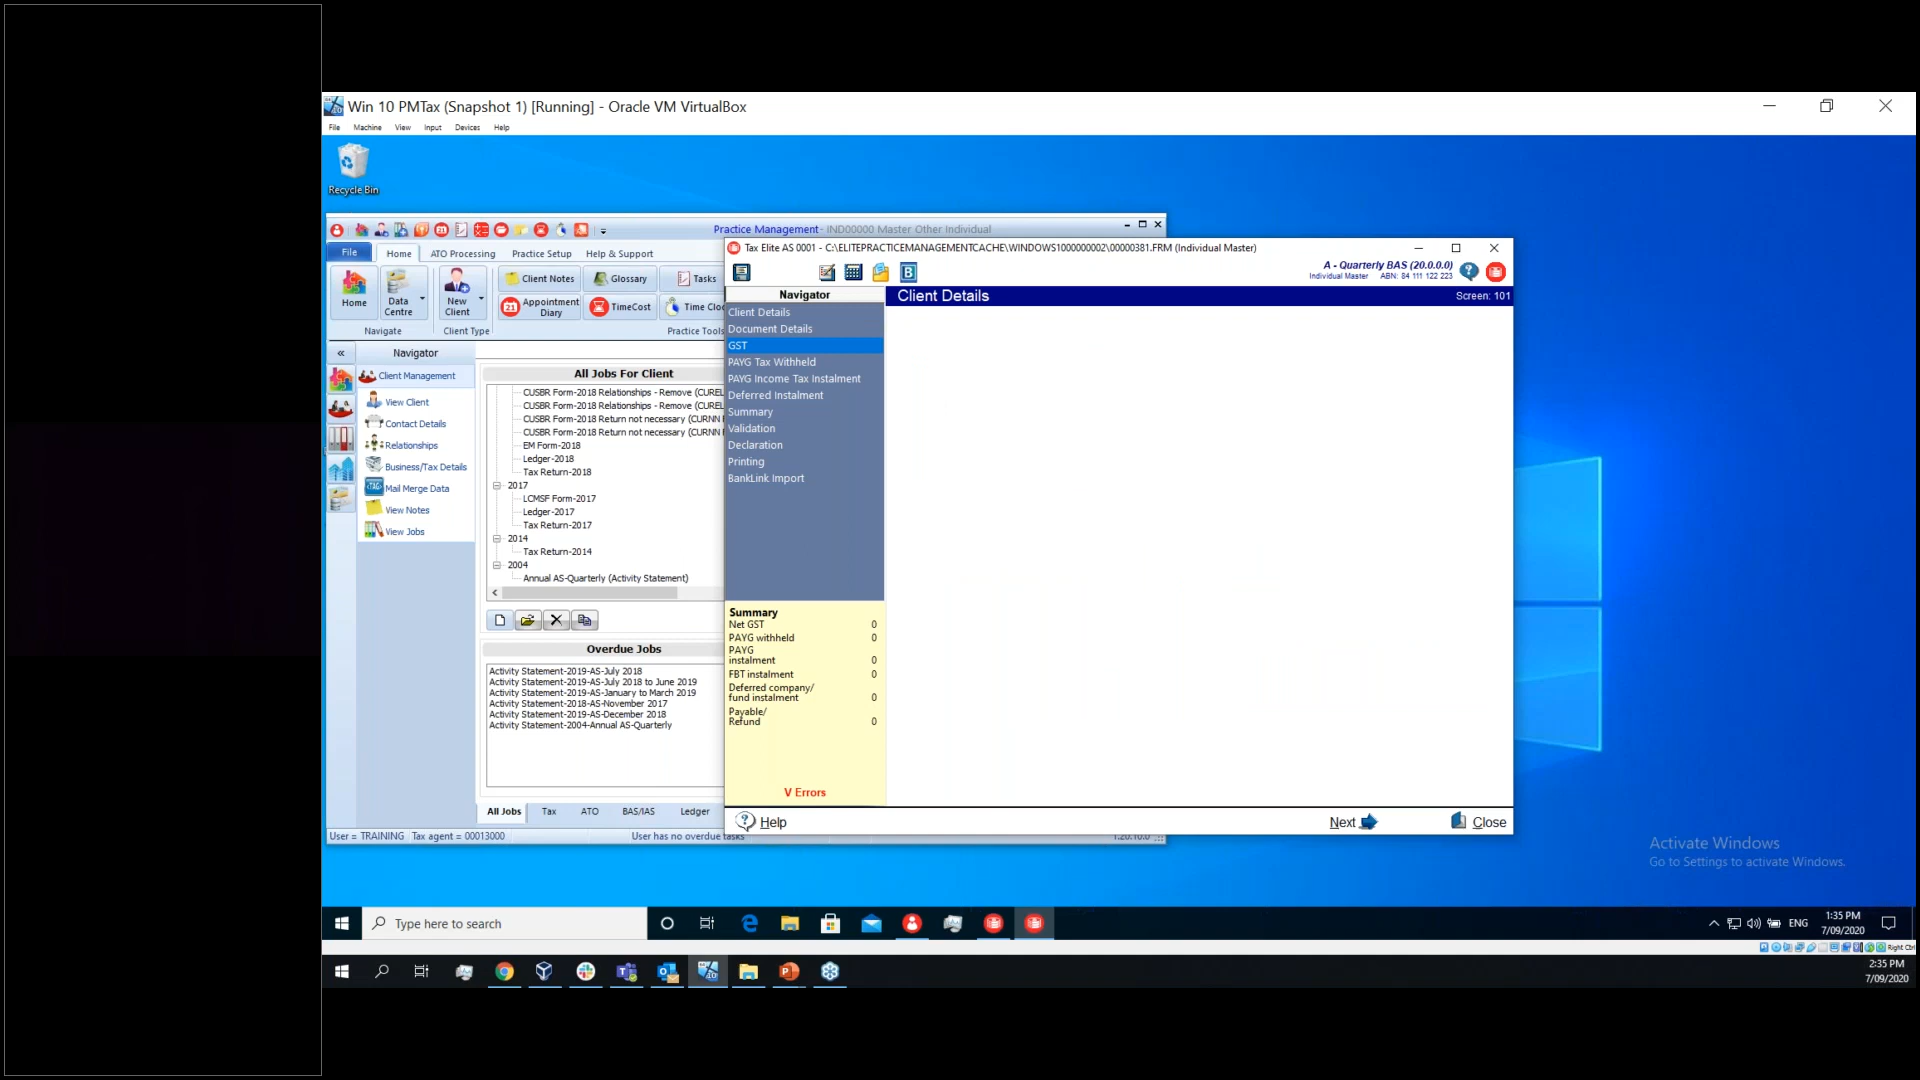 Win 10 PMTax (Snapshot 1) [Running] - Oracle VM VirtualBox
File Machine View Input Devices Help
Recycle Bin
Practice Management - IND00000 Master Other Individual
File Home ATO Processing Practice Setup Help & Support
Home
Data Centre
New Client
Client Notes Glossary Tasks
Appointment Diary TimeCost
Navigate Client Type Practice Tools
Navigator
Client Management
View Client
Contact Details
Relationships
Business/Tax Details
Mail Merge Data
View Notes
View Jobs
All Jobs For Client
CUSBR Form-2018 Relationships - Remove (CUREL
CUSBR Form-2018 Relationships - Remove (CUREL
CUSBR Form-2018 Return not necessary (CURNN F
CUSBR Form-2018 Return not necessary (CURNN F
EM Form-2018
Ledger-2018
Tax Return-2018
2017
LCMSF Form-2017
Ledger-2017
Tax Return-2017
2014
Tax Return-2014
2004
Annual AS-Quarterly (Activity Statement)
Overdue Jobs
Activity Statement-2019-AS-July 2018
Activity Statement-2019-AS-July 2018 to June 2019
Activity Statement-2019-AS-January to March 2019
Activity Statement-2018-AS-November 2017
Activity Statement-2019-AS-December 2018
Activity Statement-2004-Annual AS-Quarterly
All Jobs Tax ATO BAS/IAS Ledger
User = TRAINING Tax agent = 00013000 User has no overdue tasks
Tax Elite AS 0001 - C:\ELITEPRACTICEMANAGEMENTCACHE\WINDOWS1000000002\00000381.FRM (Individual Master)
A - Quarterly BAS (20.0.0.0)
Individual Master ABN: 84 111 122 223
Navigator
Client Details
Document Details
GST
PAYG Tax Withheld
PAYG Income Tax Instalment
Deferred Instalment
Summary
Validation
Declaration
Printing
BankLink Import
Client Details Screen: 101
Summary
Net GST 0
PAYG withheld 0
PAYG
instalment 0
FBT instalment 0
Deferred company/
fund instalment 0
Payable/
Refund 0
V Errors
Help Next Close
Activate Windows
Go to Settings to activate Windows.
Type here to search
ENG
1:35 PM
7/09/2020
Right Ctrl
2:35 PM
7/09/2020